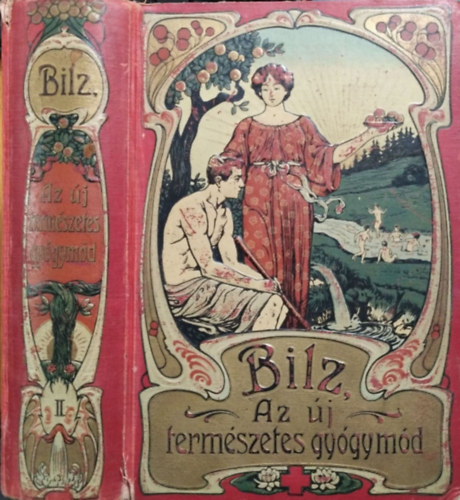 Bilz,
Az új
természetes
gyógymód
II.
Bilz,
Az új
természetes gyógymód